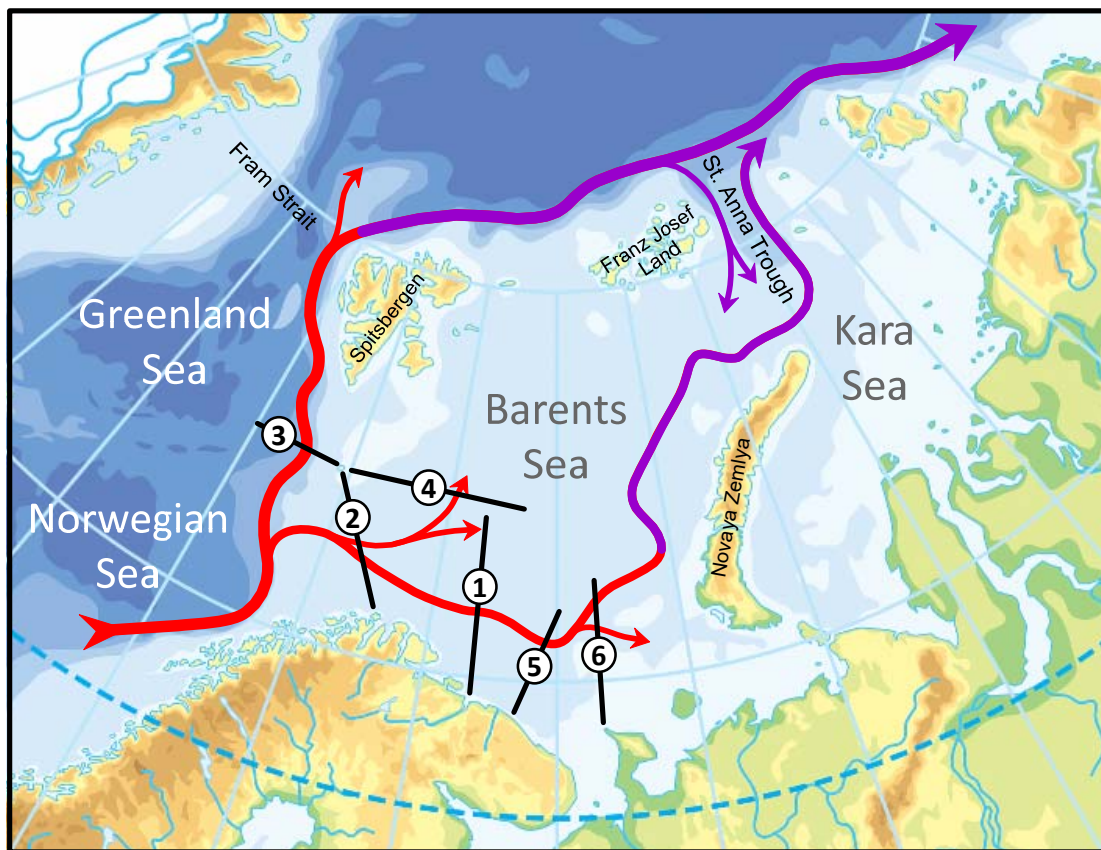 Fram Strait
St. Anna Trough
Franz Josef
Land
Greenland
Sea
Spitsbergen
Kara
Sea
Barents
Sea
3
4
Norwegian
Sea
2
Novaya Zemlya
1
5
6